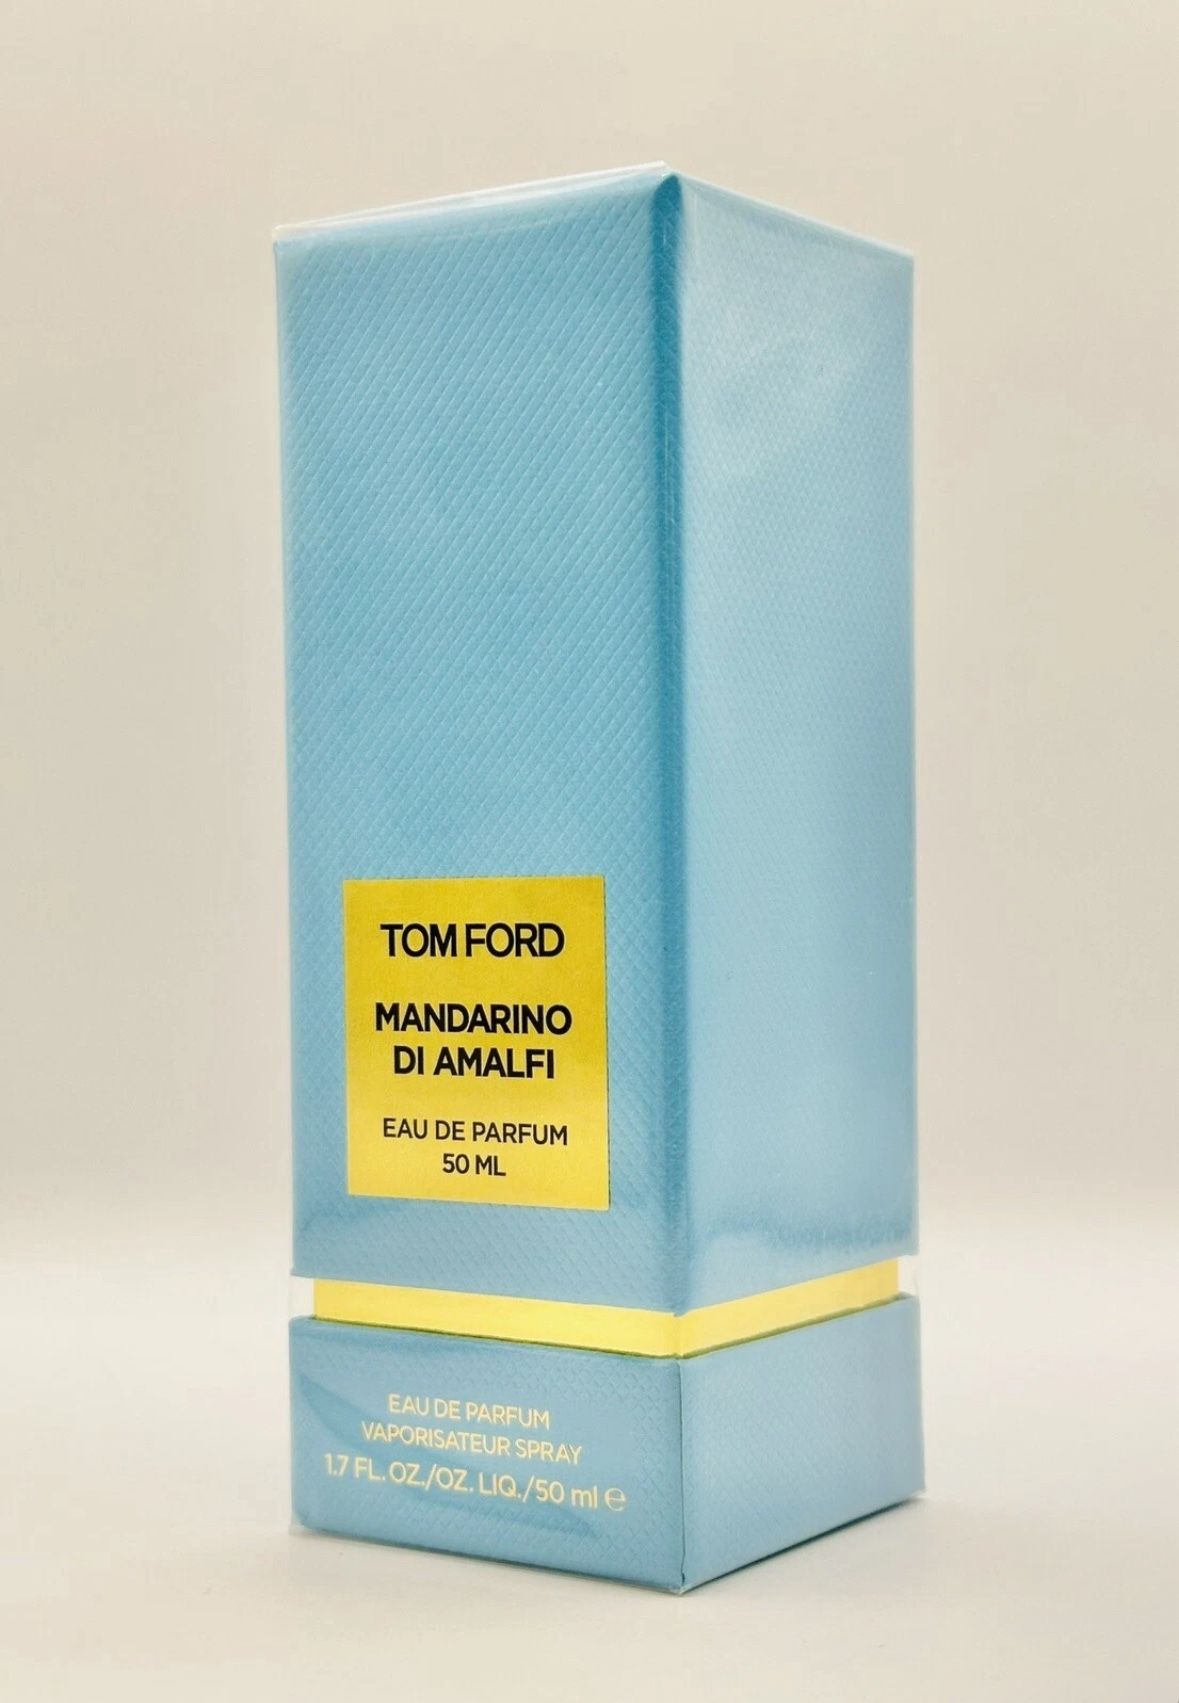 TOM FORD
MANDARINO
DI AMALFI
EAU DE PARFUM
50 ML
EAU DE PARFUM
VAPORISATEUR SPRAY
1.7 FL. OZ./OZ. LIQ./50 ml ℮